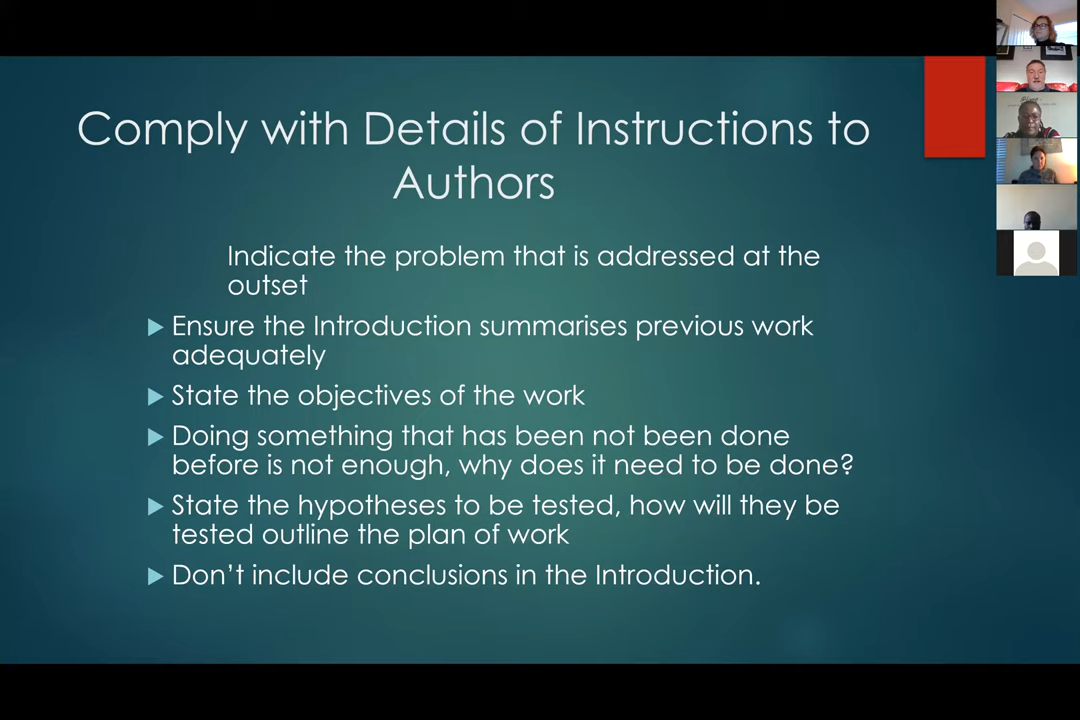 Comply with Details of Instructions to
Authors
Indicate the problem that is addressed at the
outset
Ensure the Introduction summarises previous work
adequately
State the objectives of the work
Doing something that has been not been done
before is not enough, why does it need to be done?
State the hypotheses to be tested, how will they be
tested outline the plan of work
Don't include conclusions in the Introduction.